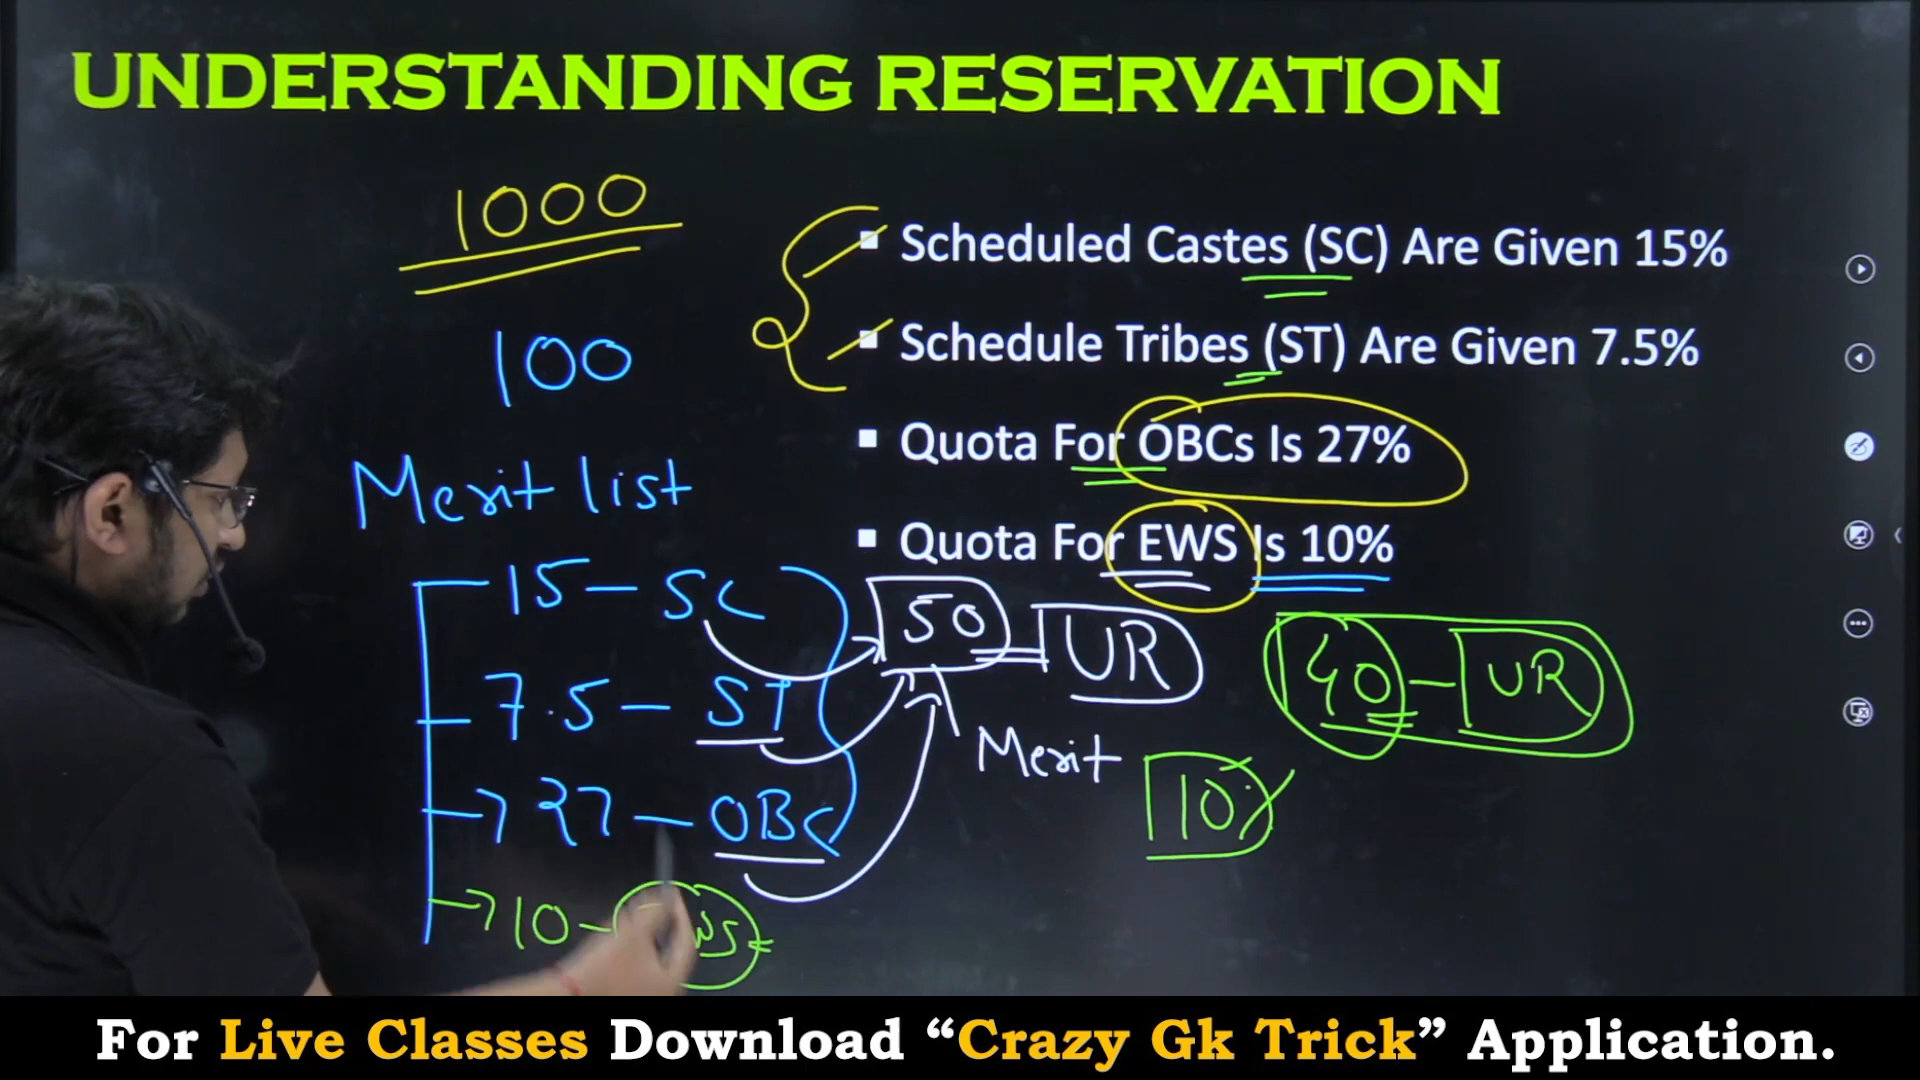 UNDERSTANDING RESERVATION
1000
100
Merit list
15 - SC
7.5 - ST
27 - OBC
10 -
Scheduled Castes (SC) Are Given 15%
Schedule Tribes (ST) Are Given 7.5%
Quota For OBCs Is 27%
Quota For EWS Is 10%
50 - UR
Merit
40 - UR
10%
For Live Classes Download “Crazy Gk Trick” Application.